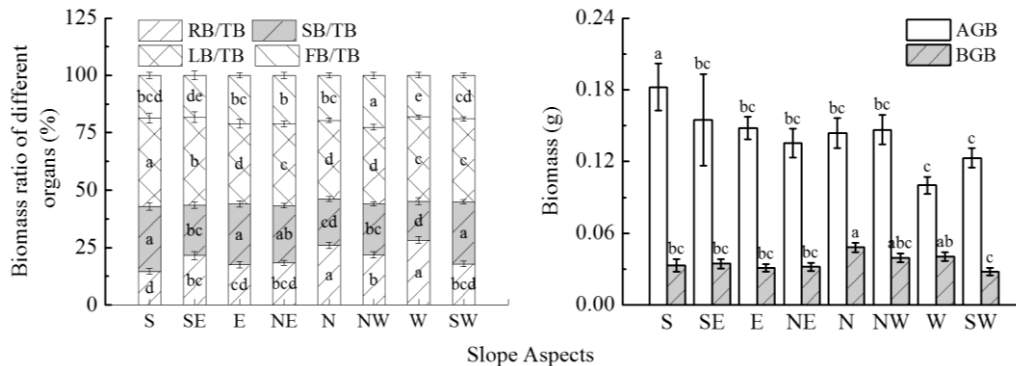 125
100
75
50
25
0
Biomass ratio of different
organs (%)
RB/TB SB/TB
LB/TB FB/TB
bcd de bc b bc a e cd
a b d c d d c c
a bc a ab cd bc d a
d bc cd bcd a b a bcd
S SE E NE N NW W SW
0.24
0.18
0.12
0.06
0.00
Biomass (g)
AGB
BGB
a bc bc bc bc bc c c
bc bc bc bc a abc ab c
S SE E NE N NW W SW
Slope Aspects